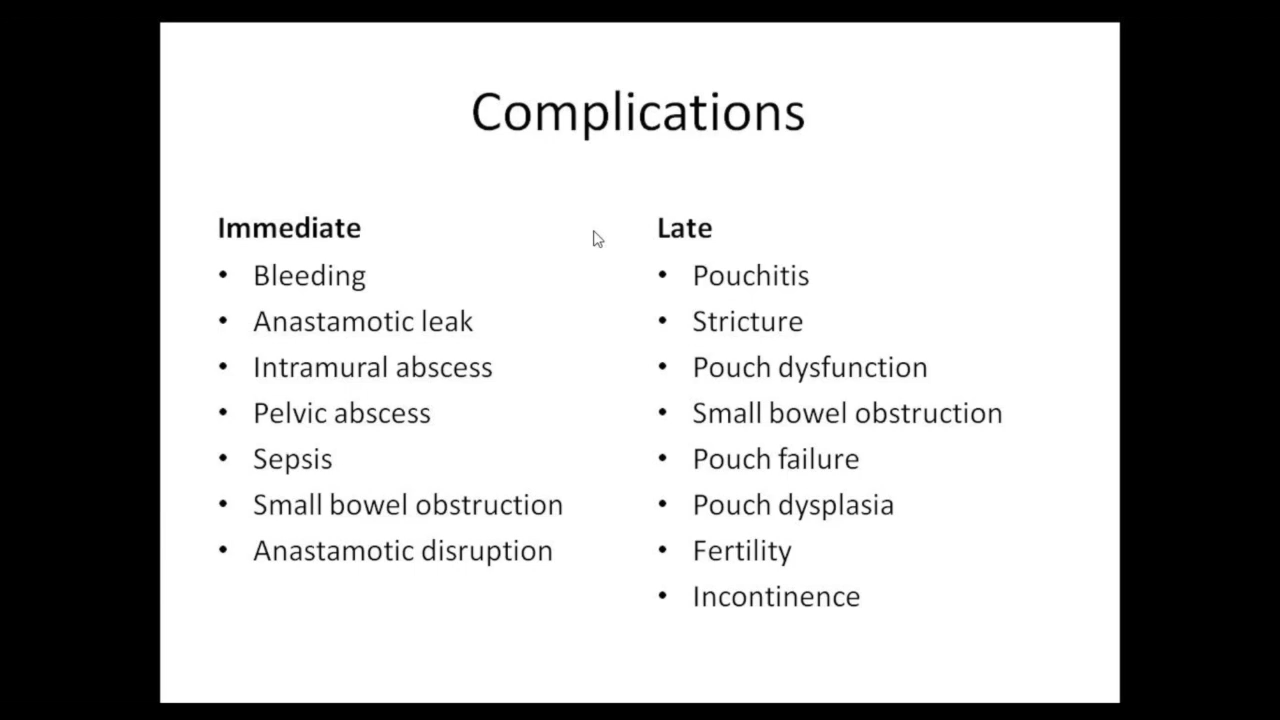 Complications
Immediate
• Bleeding
• Anastamotic leak
• Intramural abscess
• Pelvic abscess
• Sepsis
• Small bowel obstruction
• Anastamotic disruption
Late
• Pouchitis
• Stricture
• Pouch dysfunction
• Small bowel obstruction
• Pouch failure
• Pouch dysplasia
• Fertility
• Incontinence